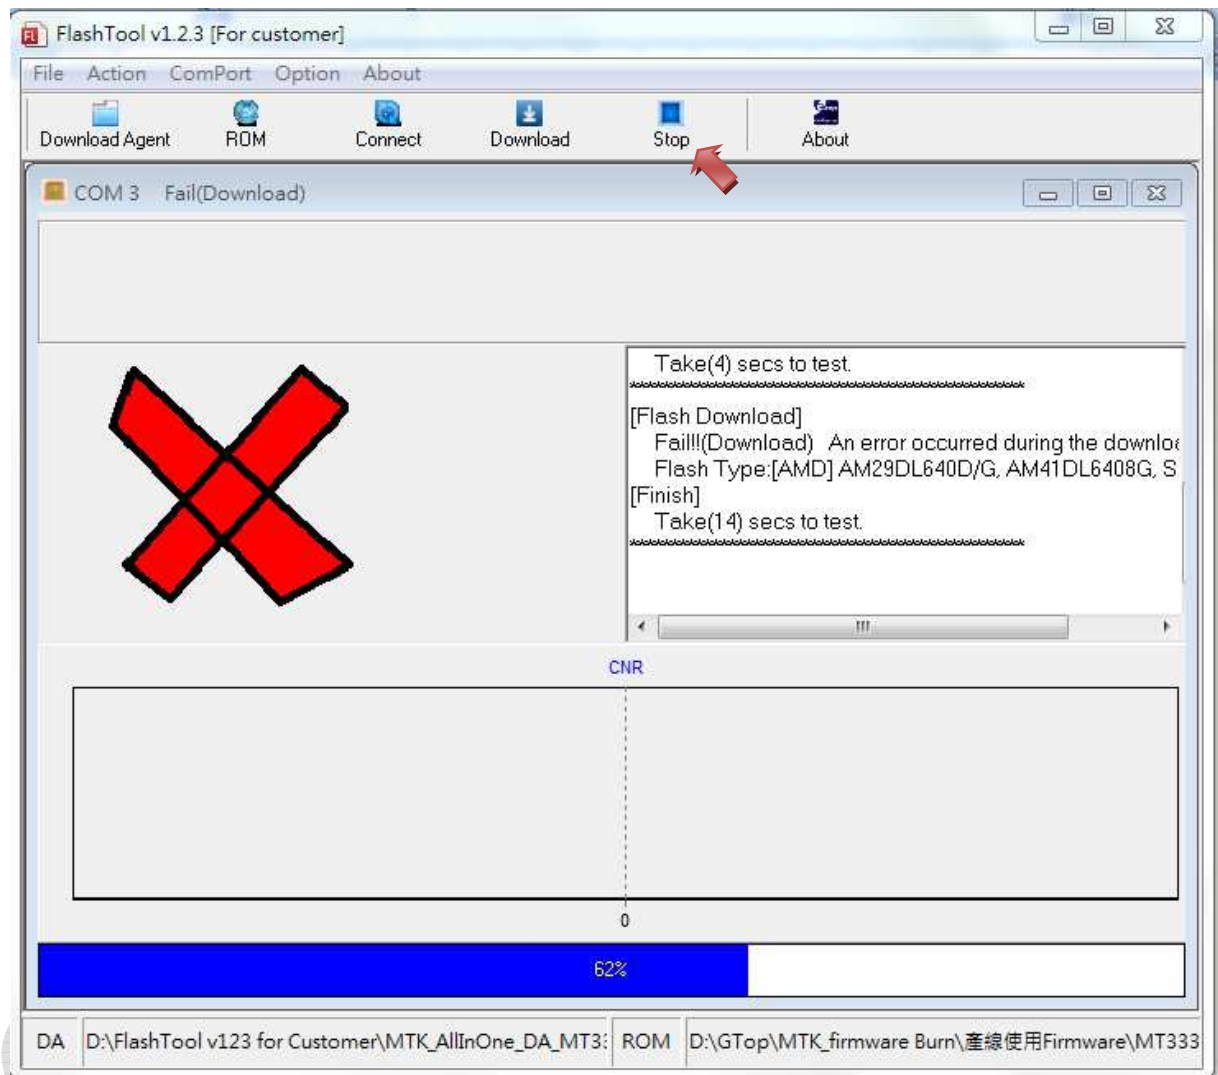 FlashTool v1.2.3 [For customer]
File Action ComPort Option About
Download Agent ROM Connect Download Stop About
COM 3 Fail(Download)
Take(4) secs to test.
****************************************************
[Flash Download]
Fail!!(Download) An error occurred during the downloa
Flash Type:[AMD] AM29DL640D/G, AM41DL6408G, S
[Finish]
Take(14) secs to test.
****************************************************
CNR
0
62%
DA D:\FlashTool v123 for Customer\MTK_AllInOne_DA_MT33 ROM D:\GTop\MTK_firmware Burn\產線使用Firmware\MT333